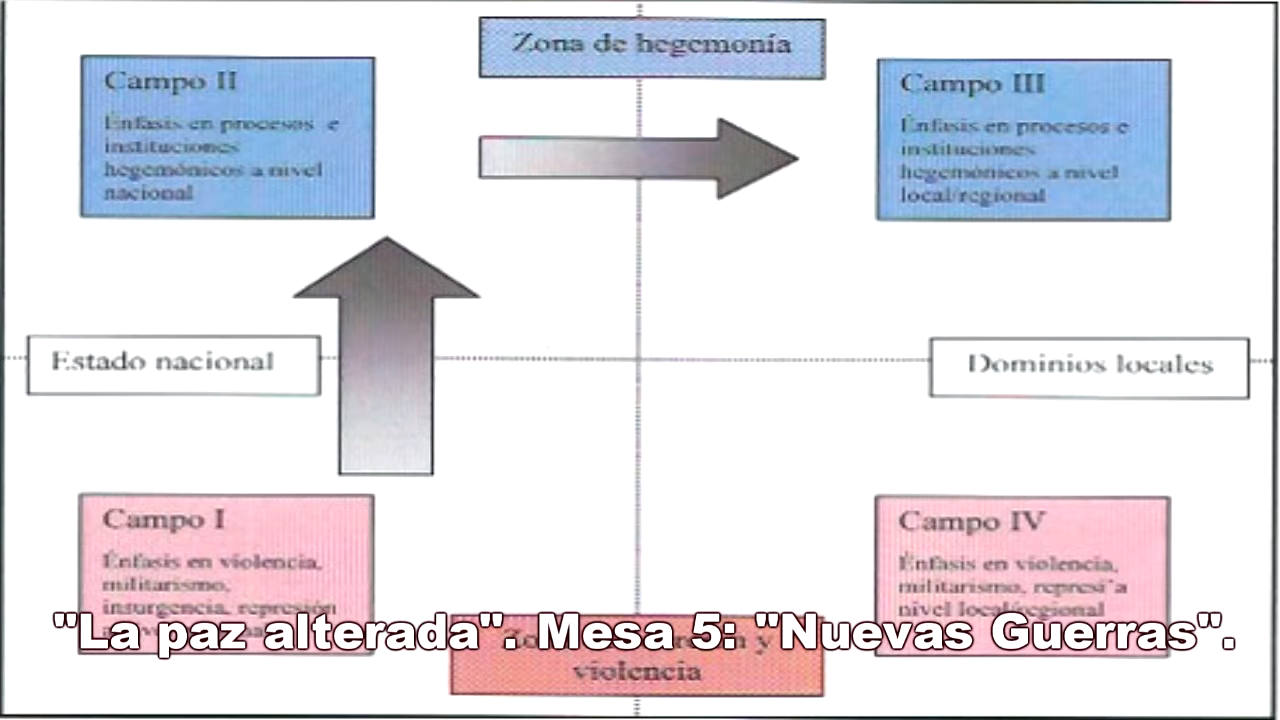 Zona de hegemonía
Campo II
Énfasis en procesos e
instituciones
hegemónicos a nivel
nacional
Campo III
Énfasis en procesos e
instituciones
hegemónicos a nivel
local/regional
Estado nacional
Dominios locales
Campo I
Énfasis en violencia,
militarismo,
insurgencia, represión
Campo IV
Énfasis en violencia,
militarismo,
nivel local/regional
y
violencia
"La paz alterada". Mesa 5: "Nuevas Guerras".